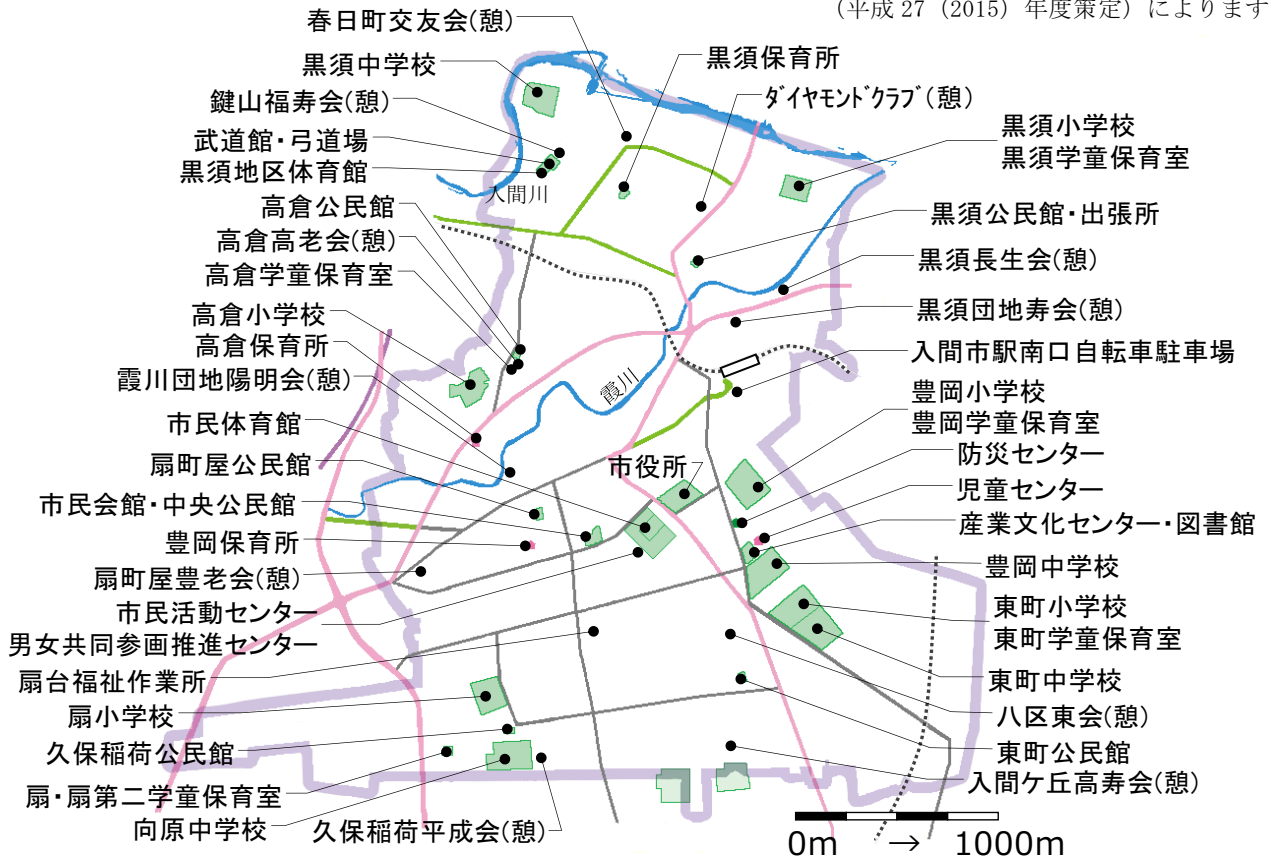 (平成 27 (2015) 年度策定) によります
春日町交友会(憩)
黒須中学校
鍵山福寿会(憩)
武道館・弓道場
黒須地区体育館
高倉公民館
高倉高老会(憩)
高倉学童保育室
高倉小学校
高倉保育所
霞川団地陽明会(憩)
市民体育館
扇町屋公民館
市民会館・中央公民館
豊岡保育所
扇町屋豊老会(憩)
市民活動センター
男女共同参画推進センター
扇台福祉作業所
扇小学校
久保稲荷公民館
扇・扇第二学童保育室
向原中学校
久保稲荷平成会(憩)
入間川
霞川
市役所
黒須保育所
ダイヤモンドクラブ(憩)
黒須小学校
黒須学童保育室
黒須公民館・出張所
黒須長生会(憩)
黒須団地寿会(憩)
入間市駅南口自転車駐車場
豊岡小学校
豊岡学童保育室
防災センター
児童センター
産業文化センター・図書館
豊岡中学校
東町小学校
東町学童保育室
東町中学校
八区東会(憩)
東町公民館
入間ケ丘高寿会(憩)
0m → 1000m